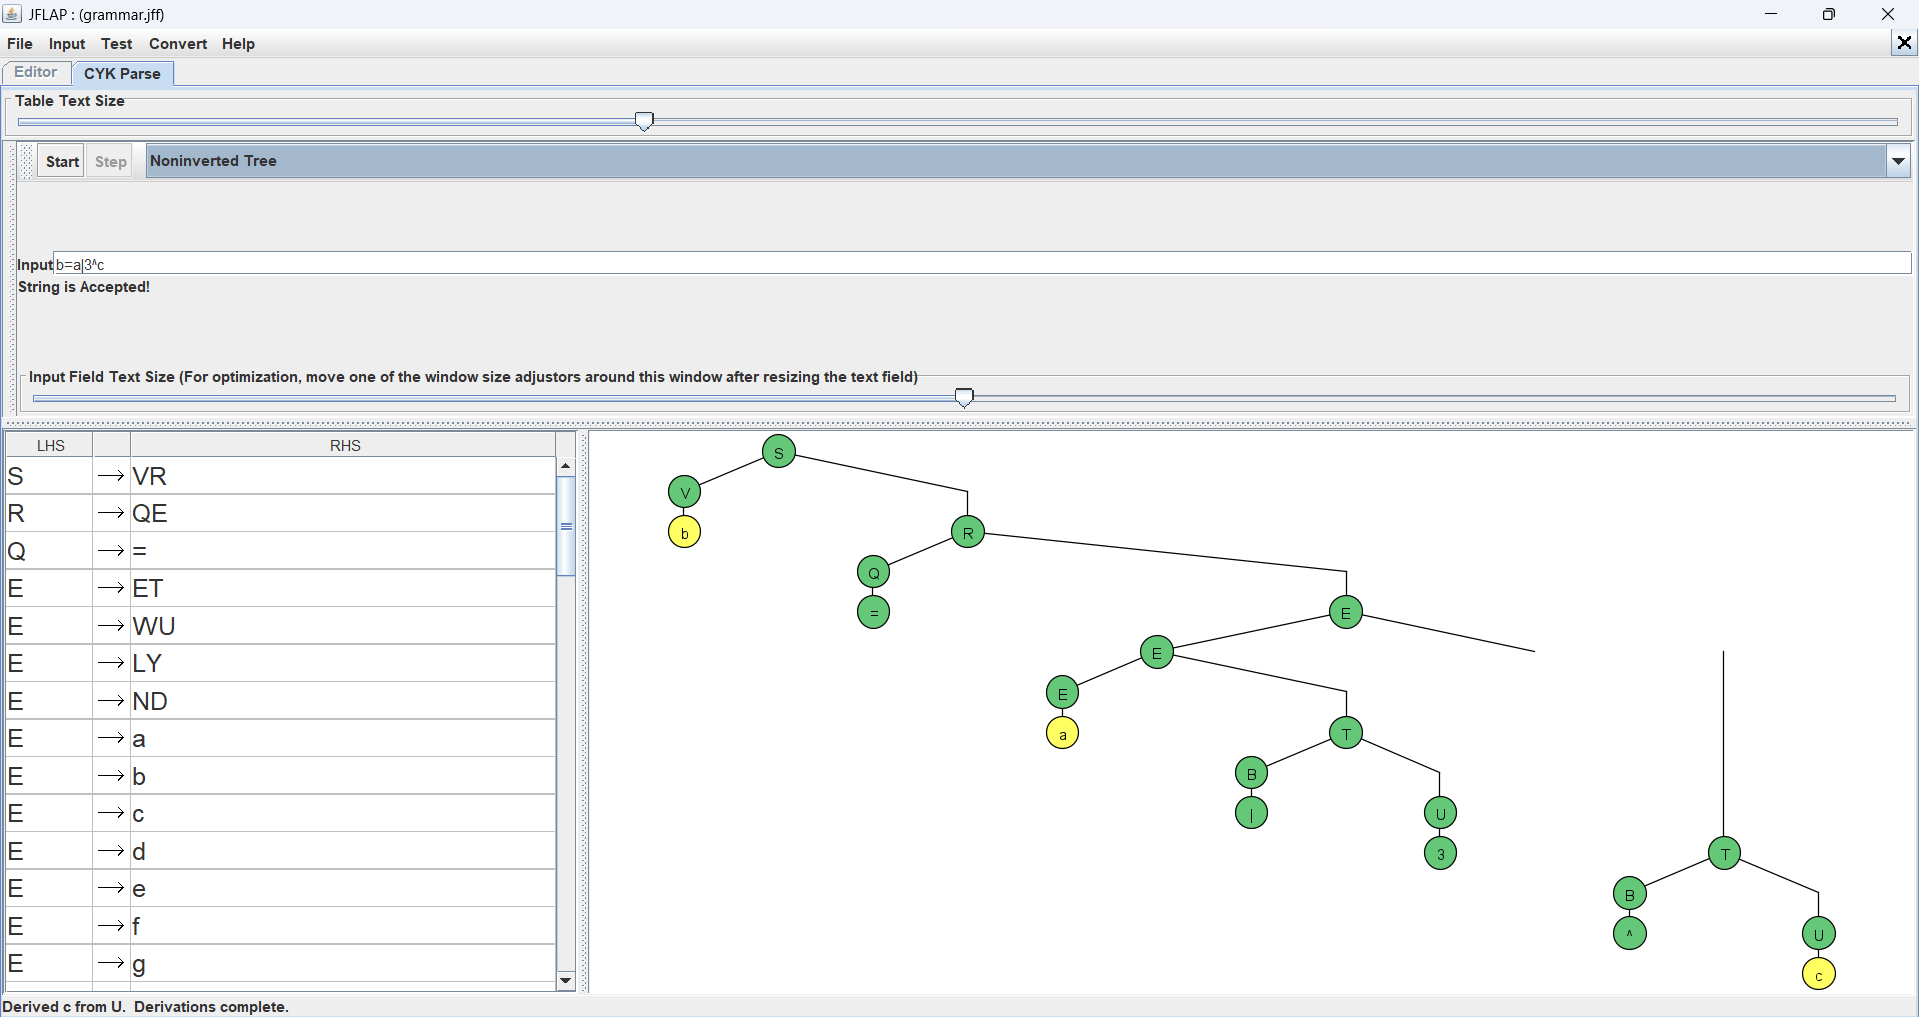 JFLAP : (grammar.jff)
File Input Test Convert Help
Editor CYK Parse
Table Text Size
Start Step Noninverted Tree
Input b=a|3^c
String is Accepted!
Input Field Text Size (For optimization, move one of the window size adjustors around this window after resizing the text field)
LHS RHS
S → VR
R → QE
Q → =
E → ET
E → WU
E → LY
E → ND
E → a
E → b
E → c
E → d
E → e
E → f
E → g
S
V
b
R
Q
=
E
E
E
a
T
B
|
U
3
T
B
^
U
c
Derived c from U. Derivations complete.